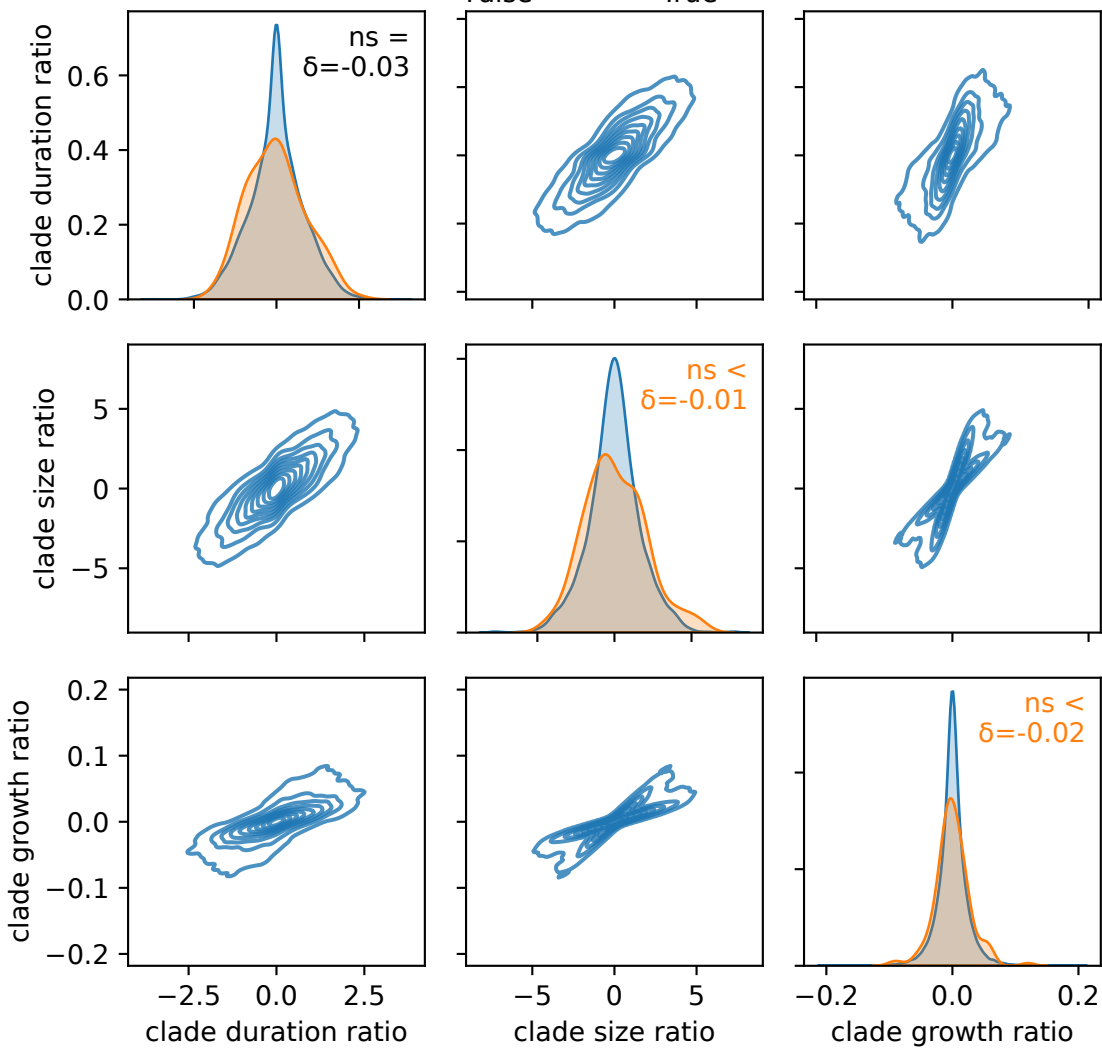 clade duration ratio
0.6
0.4
0.2
0.0
ns =
δ=-0.03
clade size ratio
5
0
−5
ns <
δ=-0.01
clade growth ratio
0.2
0.1
0.0
−0.1
−0.2
ns <
δ=-0.02
−2.5 0.0 2.5
−5 0 5
−0.2 0.0 0.2
clade duration ratio
clade size ratio
clade growth ratio